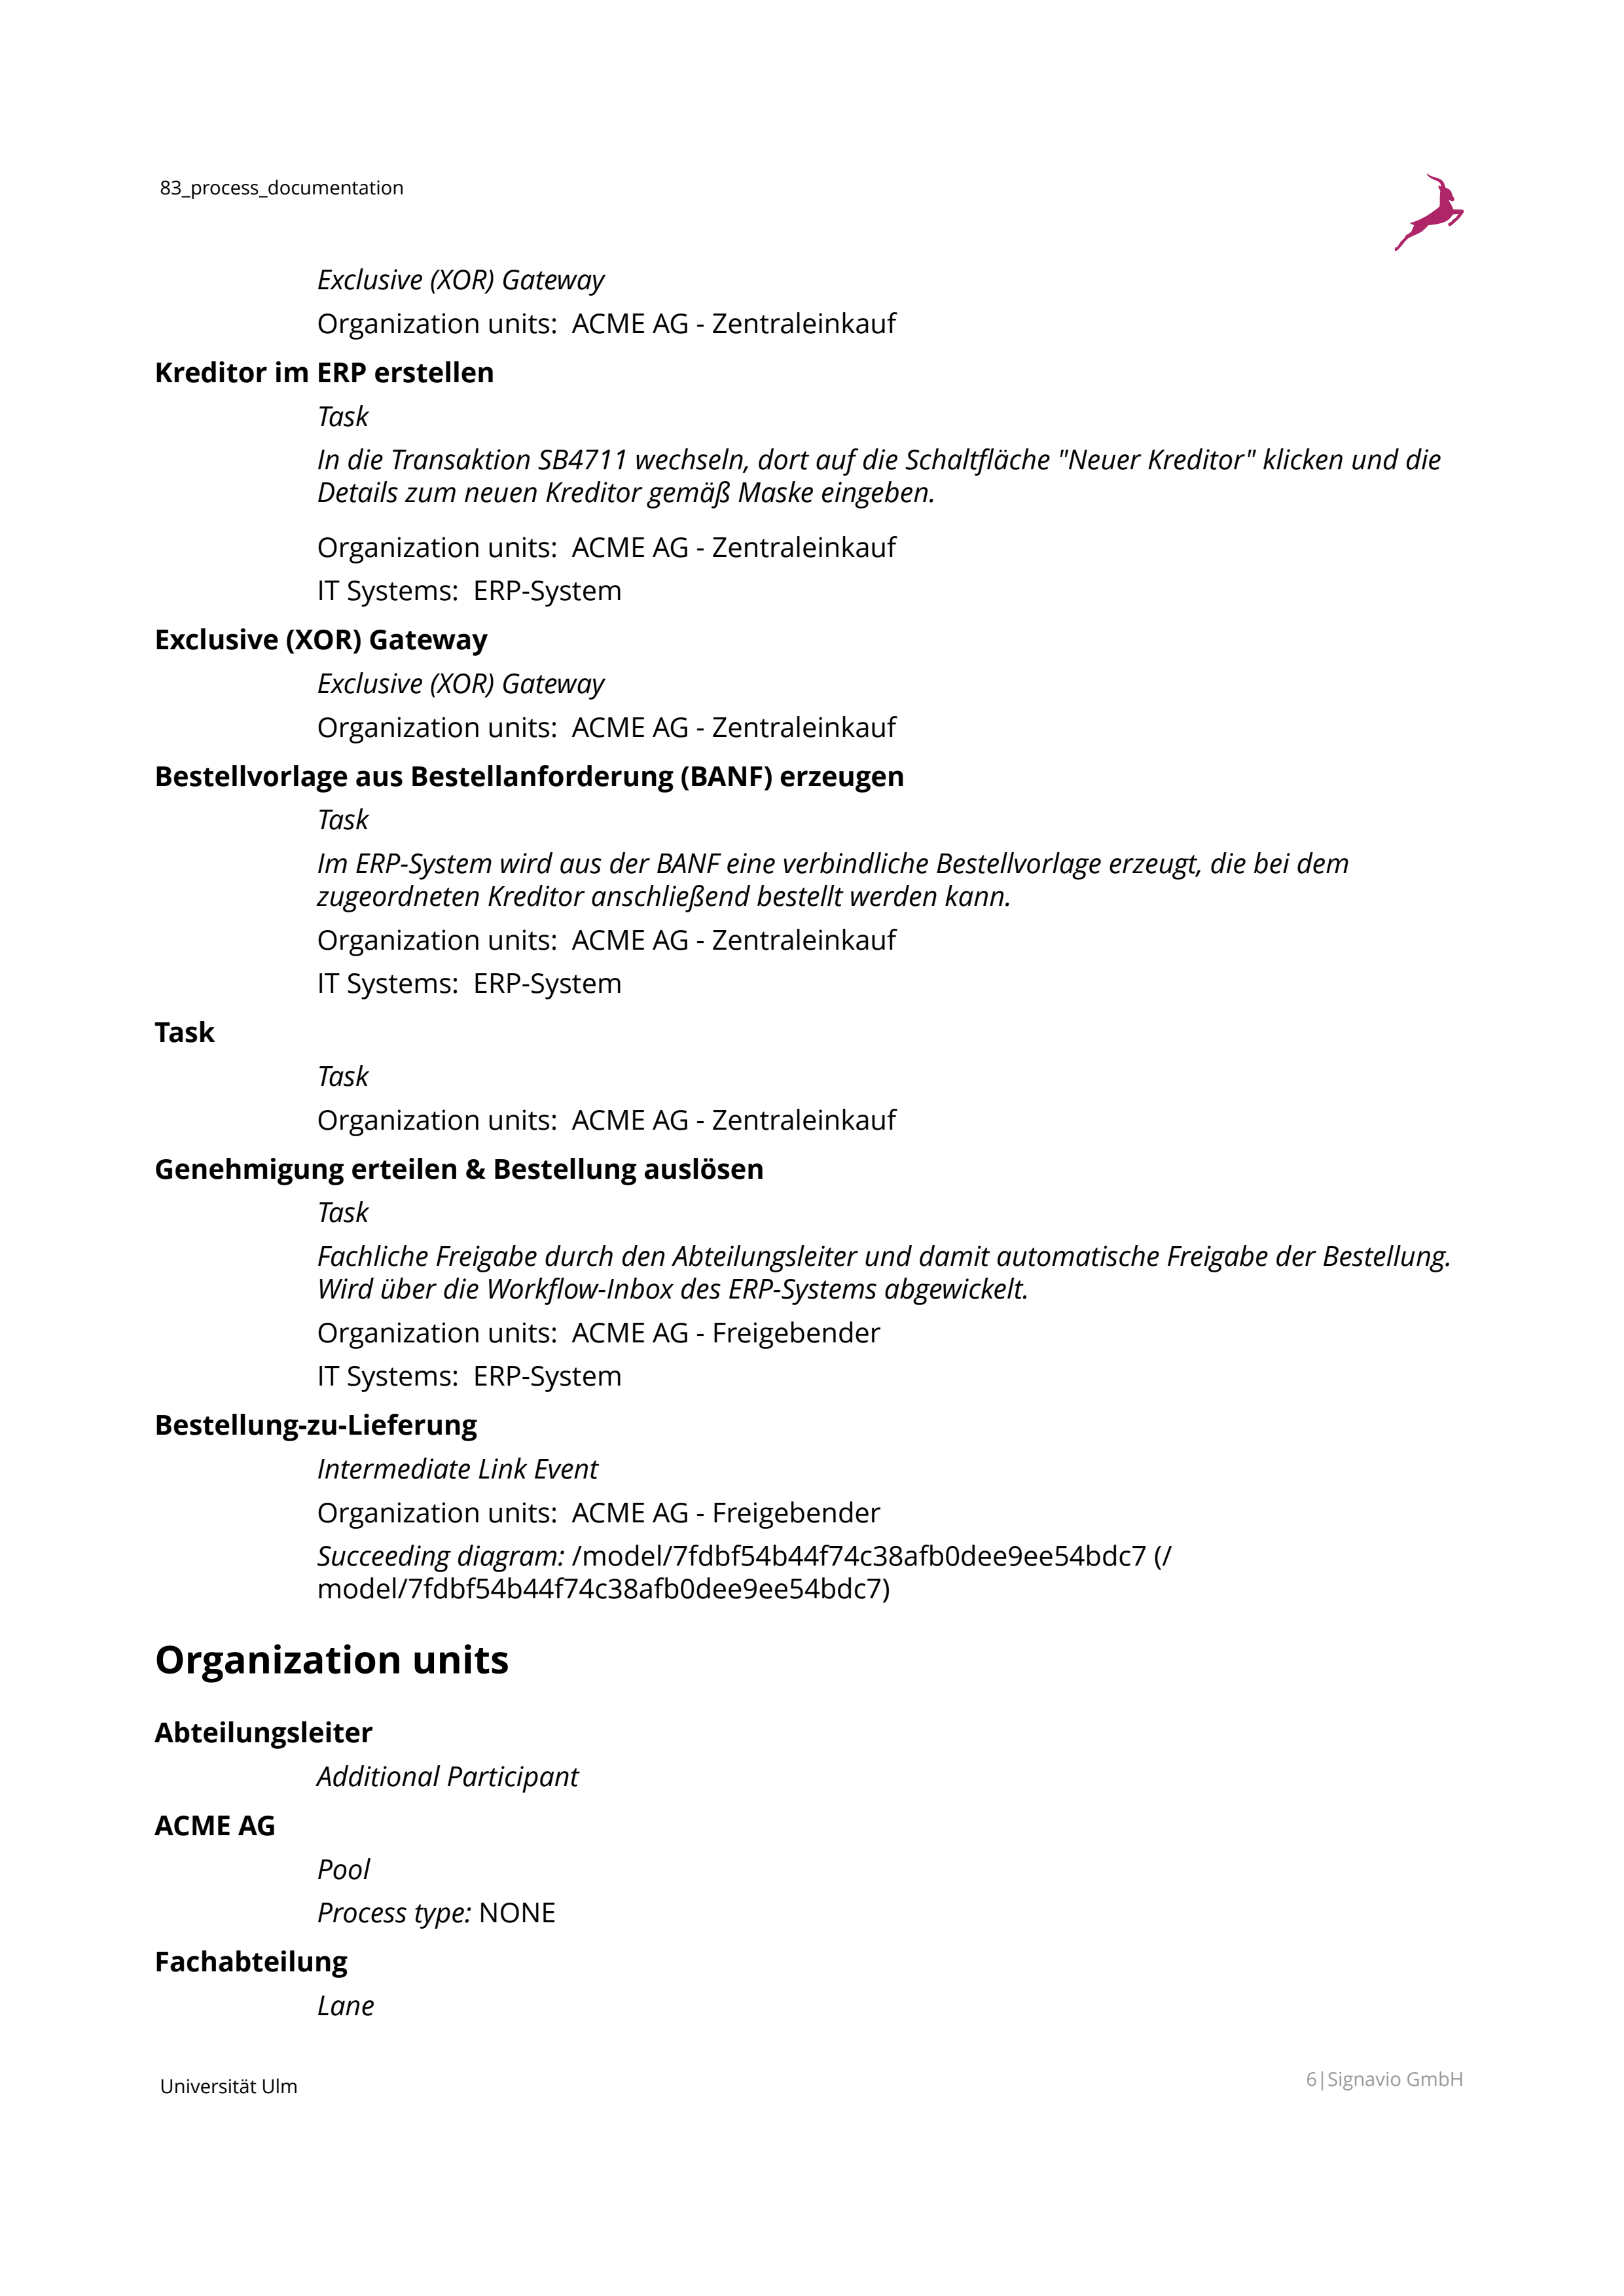 83_process_documentation
Exclusive (XOR) Gateway
Organization units:  ACME AG - Zentraleinkauf
Kreditor im ERP erstellen
Task
In die Transaktion SB4711 wechseln, dort auf die Schaltfläche "Neuer Kreditor" klicken und die
Details zum neuen Kreditor gemäß Maske eingeben.
Organization units:  ACME AG - Zentraleinkauf
IT Systems:  ERP-System
Exclusive (XOR) Gateway
Exclusive (XOR) Gateway
Organization units:  ACME AG - Zentraleinkauf
Bestellvorlage aus Bestellanforderung (BANF) erzeugen
Task
Im ERP-System wird aus der BANF eine verbindliche Bestellvorlage erzeugt, die bei dem
zugeordneten Kreditor anschließend bestellt werden kann.
Organization units:  ACME AG - Zentraleinkauf
IT Systems:  ERP-System
Task
Task
Organization units:  ACME AG - Zentraleinkauf
Genehmigung erteilen & Bestellung auslösen
Task
Fachliche Freigabe durch den Abteilungsleiter und damit automatische Freigabe der Bestellung.
Wird über die Workflow-Inbox des ERP-Systems abgewickelt.
Organization units:  ACME AG - Freigebender
IT Systems:  ERP-System
Bestellung-zu-Lieferung
Intermediate Link Event
Organization units:  ACME AG - Freigebender
Succeeding diagram: /model/7fdbf54b44f74c38afb0dee9ee54bdc7 (/
model/7fdbf54b44f74c38afb0dee9ee54bdc7)
Organization units
Abteilungsleiter
Additional Participant
ACME AG
Pool
Process type: NONE
Fachabteilung
Lane
Universität Ulm
6|Signavio GmbH